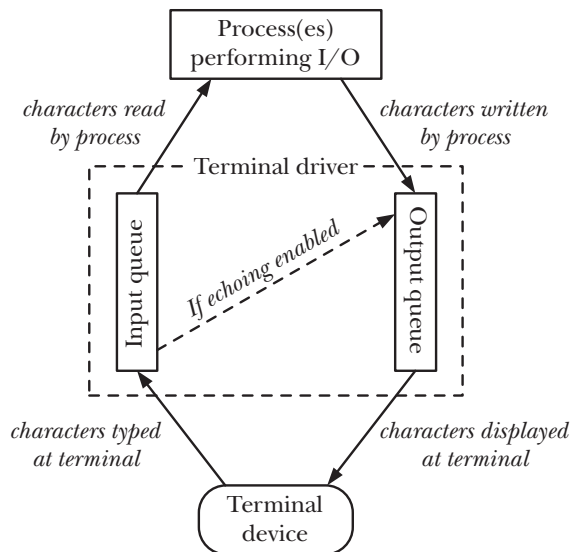 Process(es)
performing I/O
characters read
by process
characters written
by process
Terminal driver
Input queue
If echoing enabled
Output queue
characters typed
at terminal
characters displayed
at terminal
Terminal
device